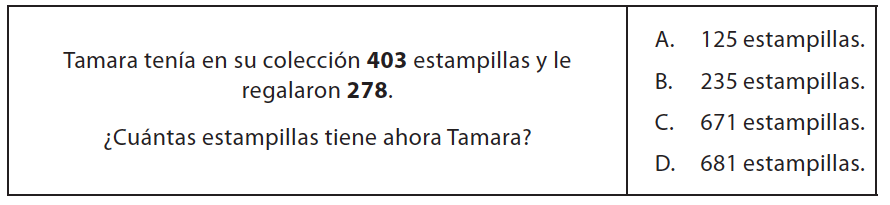 Tamara tenía en su colección 403 estampillas y le
regalaron 278.
¿Cuántas estampillas tiene ahora Tamara?
A. 125 estampillas.
B. 235 estampillas.
C. 671 estampillas.
D. 681 estampillas.